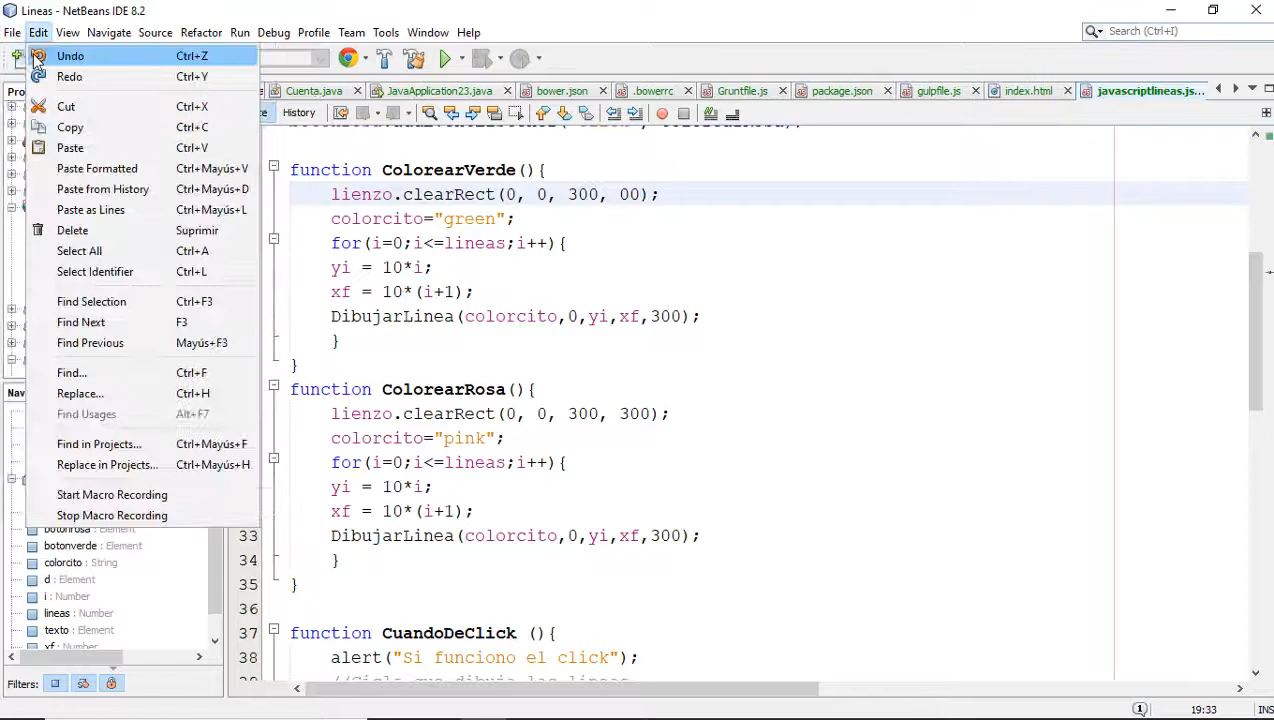 Lineas - NetBeans IDE 8.2
File Edit View Navigate Source Refactor Run Debug Profile Team Tools Window Help
Search (Ctrl+I)
Undo Ctrl+Z
Redo Ctrl+Y
Cut Ctrl+X
Copy Ctrl+C
Paste Ctrl+V
Paste Formatted Ctrl+Mayús+V
Paste from History Ctrl+Mayús+D
Paste as Lines Ctrl+Mayús+L
Delete Suprimir
Select All Ctrl+A
Select Identifier Ctrl+L
Find Selection Ctrl+F3
Find Next F3
Find Previous Mayús+F3
Find... Ctrl+F
Replace... Ctrl+H
Find Usages Alt+F7
Find in Projects... Ctrl+Mayús+F
Replace in Projects... Ctrl+Mayús+H
Start Macro Recording
Stop Macro Recording
Cuenta.java JavaApplication23.java bower.json .bowerrc Gruntfile.js package.json gulpfile.js index.html javascriptlineas.js...
History
function ColorearVerde(){
lienzo.clearRect(0, 0, 300, 00);
colorcito="green";
for(i=0;i<=lineas;i++){
yi = 10*i;
xf = 10*(i+1);
DibujarLinea(colorcito,0,yi,xf,300);
}
}
function ColorearRosa(){
lienzo.clearRect(0, 0, 300, 300);
colorcito="pink";
for(i=0;i<=lineas;i++){
yi = 10*i;
xf = 10*(i+1);
33 DibujarLinea(colorcito,0,yi,xf,300);
34 }
35 }
36
37 function CuandoDeClick (){
38 alert("Si funciono el click");
botonrosa : Element
botonverde : Element
colorcito : String
d : Element
i : Number
lineas : Number
texto : Element
xf : Number
Filters:
1
19:33
INS